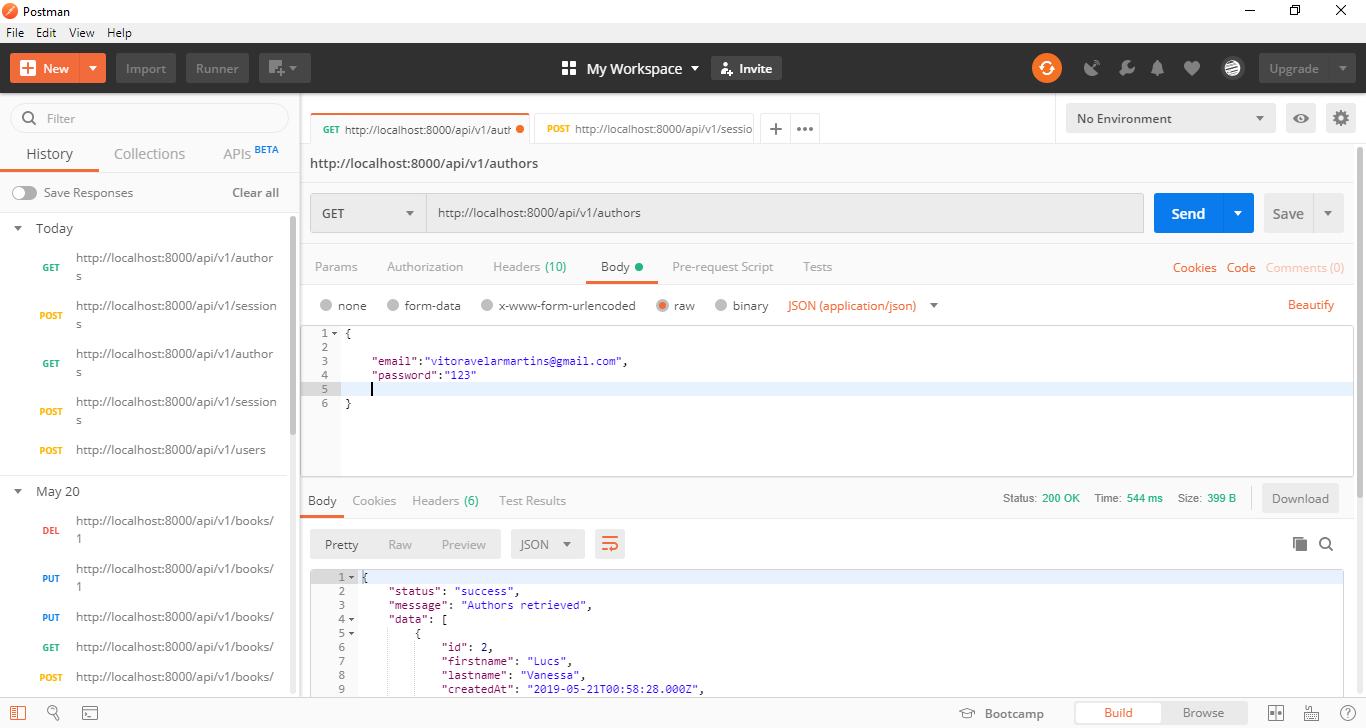 Postman
File Edit View Help
New Import Runner My Workspace Invite Upgrade
Filter
History Collections APIs BETA
Save Responses Clear all
Today
GET http://localhost:8000/api/v1/author
s
POST http://localhost:8000/api/v1/session
s
GET http://localhost:8000/api/v1/author
s
POST http://localhost:8000/api/v1/session
s
POST http://localhost:8000/api/v1/users
May 20
DEL http://localhost:8000/api/v1/books/
1
PUT http://localhost:8000/api/v1/books/
1
PUT http://localhost:8000/api/v1/books/
GET http://localhost:8000/api/v1/books/
POST http://localhost:8000/api/v1/books/
GET http://localhost:8000/api/v1/aut POST http://localhost:8000/api/v1/sessio No Environment
http://localhost:8000/api/v1/authors
GET http://localhost:8000/api/v1/authors Send Save
Params Authorization Headers (10) Body Pre-request Script Tests Cookies Code Comments (0)
none form-data x-www-form-urlencoded raw binary JSON (application/json) Beautify
1 {
2
3 "email":"vitoravelarmartins@gmail.com",
4 "password":"123"
5
6 }
Body Cookies Headers (6) Test Results Status: 200 OK Time: 544 ms Size: 399 B Download
Pretty Raw Preview JSON
1 {
2 "status": "success",
3 "message": "Authors retrieved",
4 "data": [
5 {
6 "id": 2,
7 "firstname": "Lucs",
8 "lastname": "Vanessa",
9 "createdAt": "2019-05-21T00:58:28.000Z",
Bootcamp Build Browse